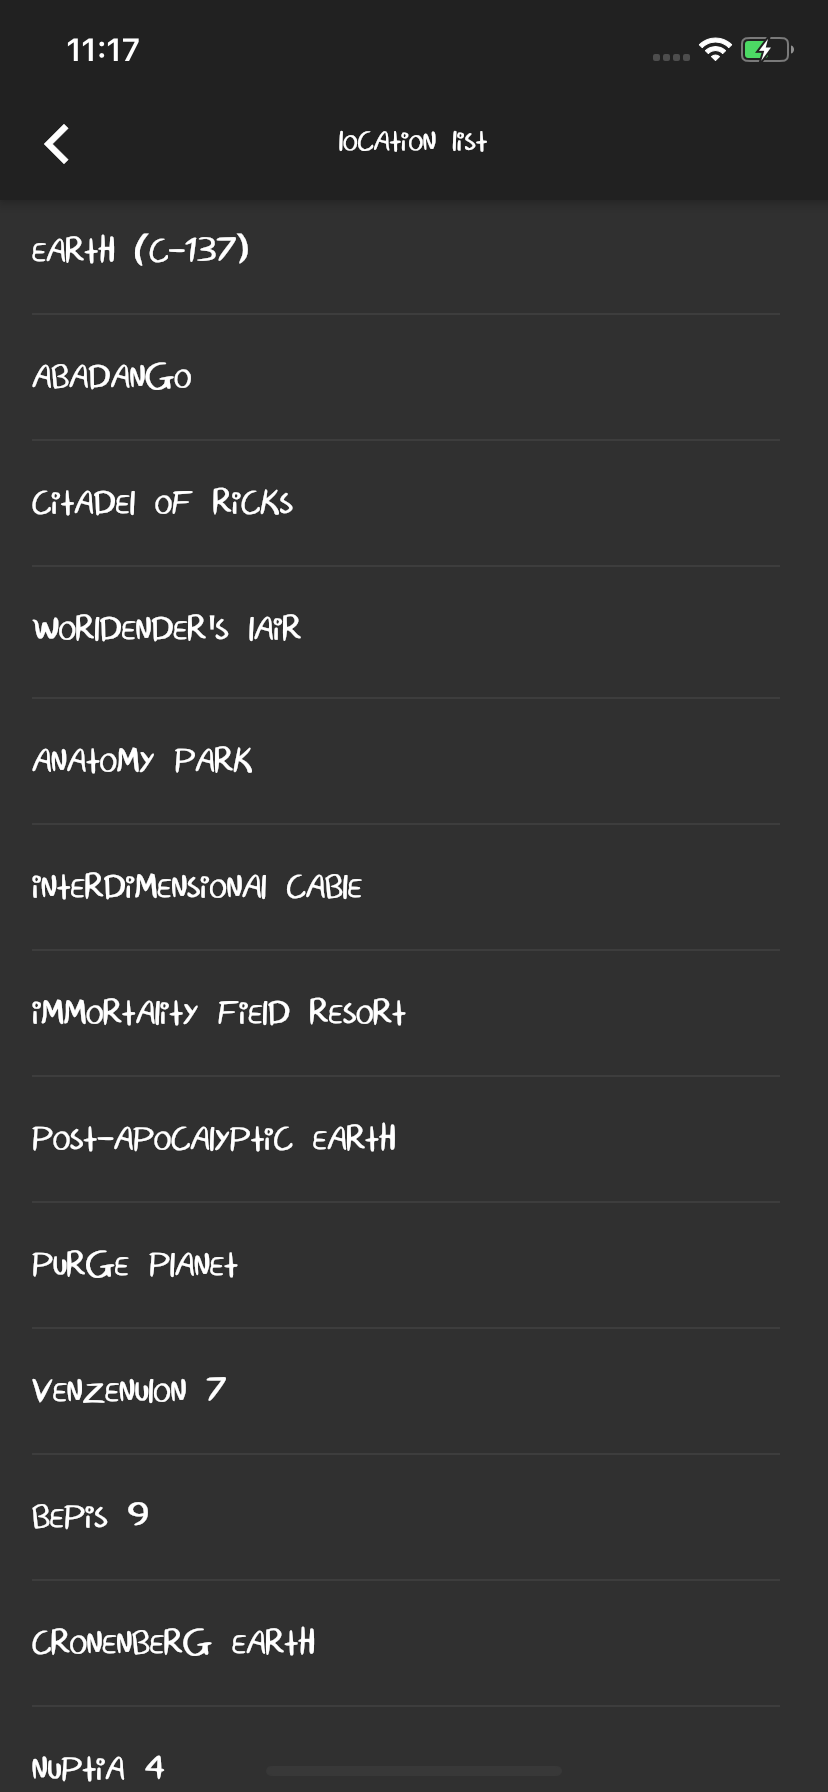 11:17
Location List
Earth (C-137)
Abadango
Citadel of Ricks
Worldender's lair
Anatomy Park
Interdimensional Cable
Immortality Field Resort
Post-Apocalyptic Earth
Purge Planet
Venzenulon 7
Bepis 9
Cronenberg Earth
Nuptia 4